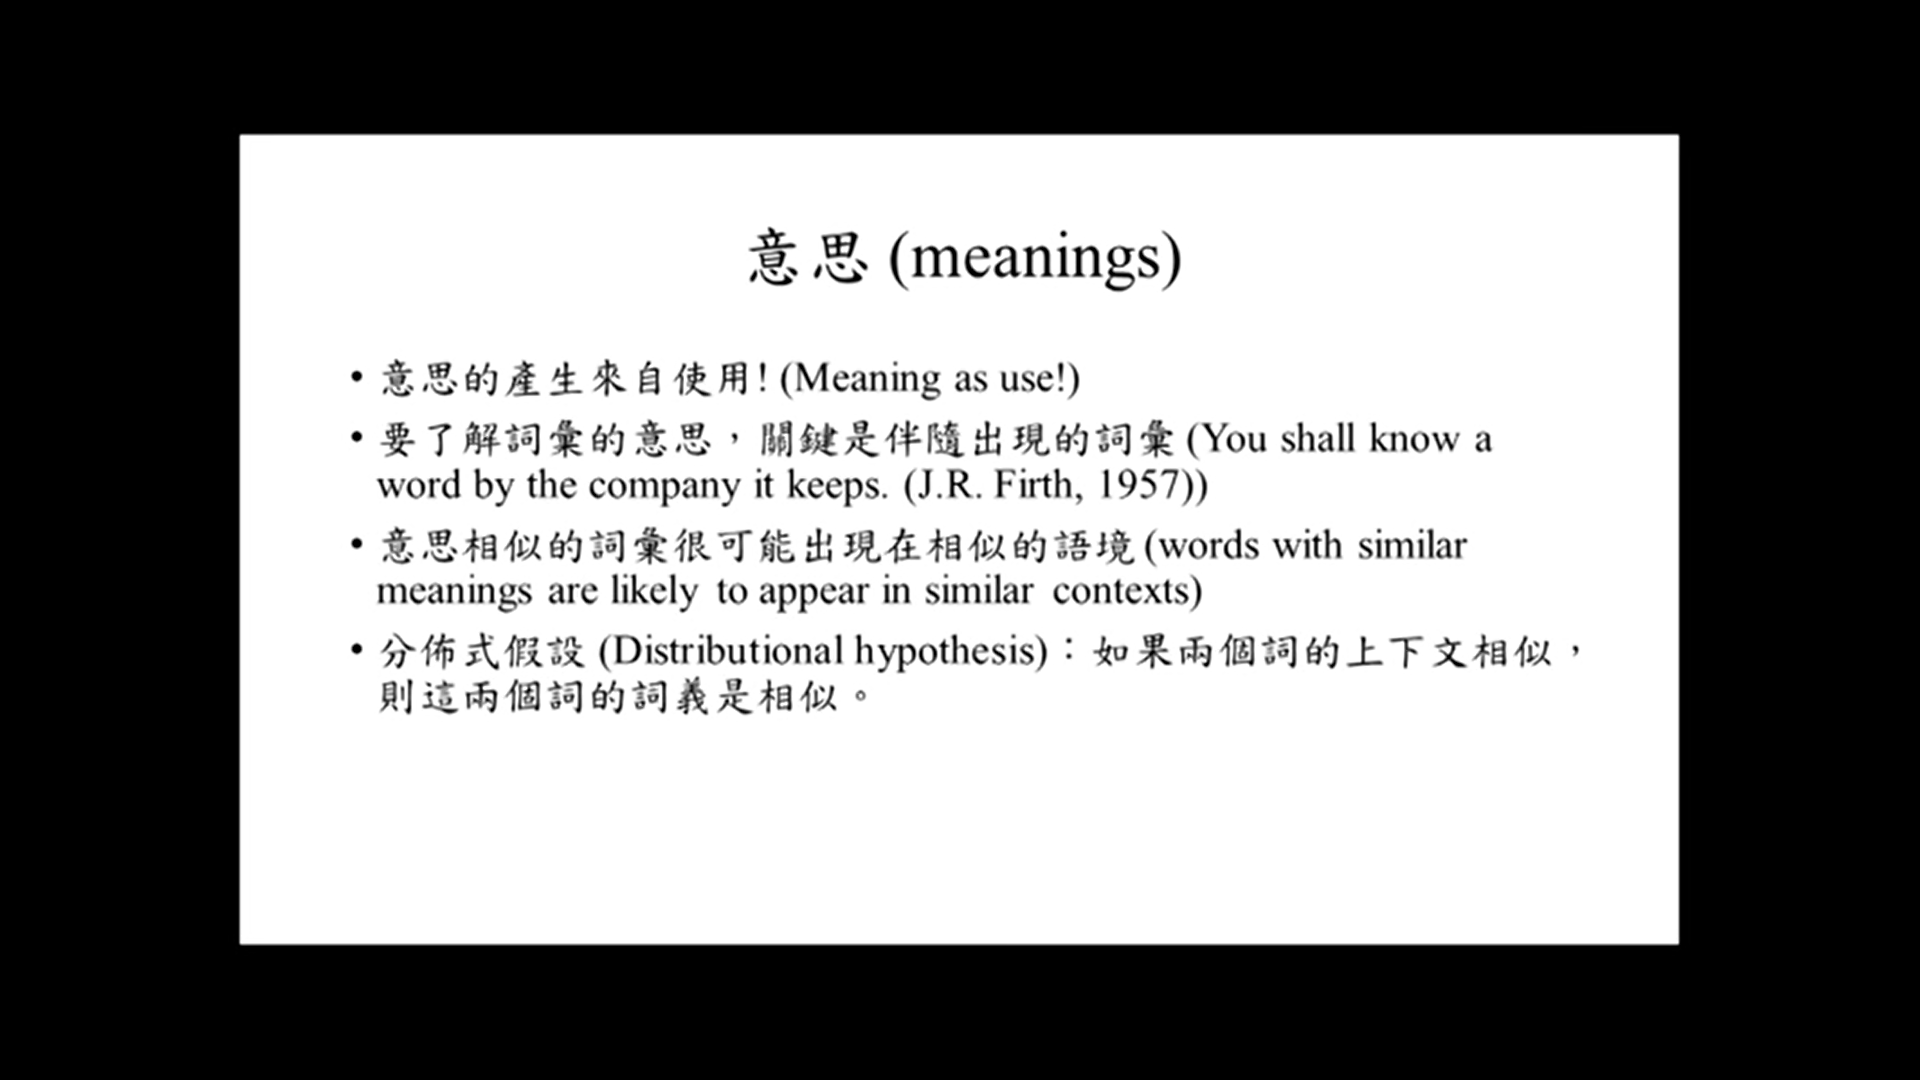 意思 (meanings)
• 意思的產生來自使用! (Meaning as use!)
• 要了解詞彙的意思，關鍵是伴隨出現的詞彙 (You shall know a
word by the company it keeps. (J.R. Firth, 1957))
• 意思相似的詞彙很可能出現在相似的語境 (words with similar
meanings are likely to appear in similar contexts)
• 分佈式假設 (Distributional hypothesis)：如果兩個詞的上下文相似，
則這兩個詞的詞義是相似。